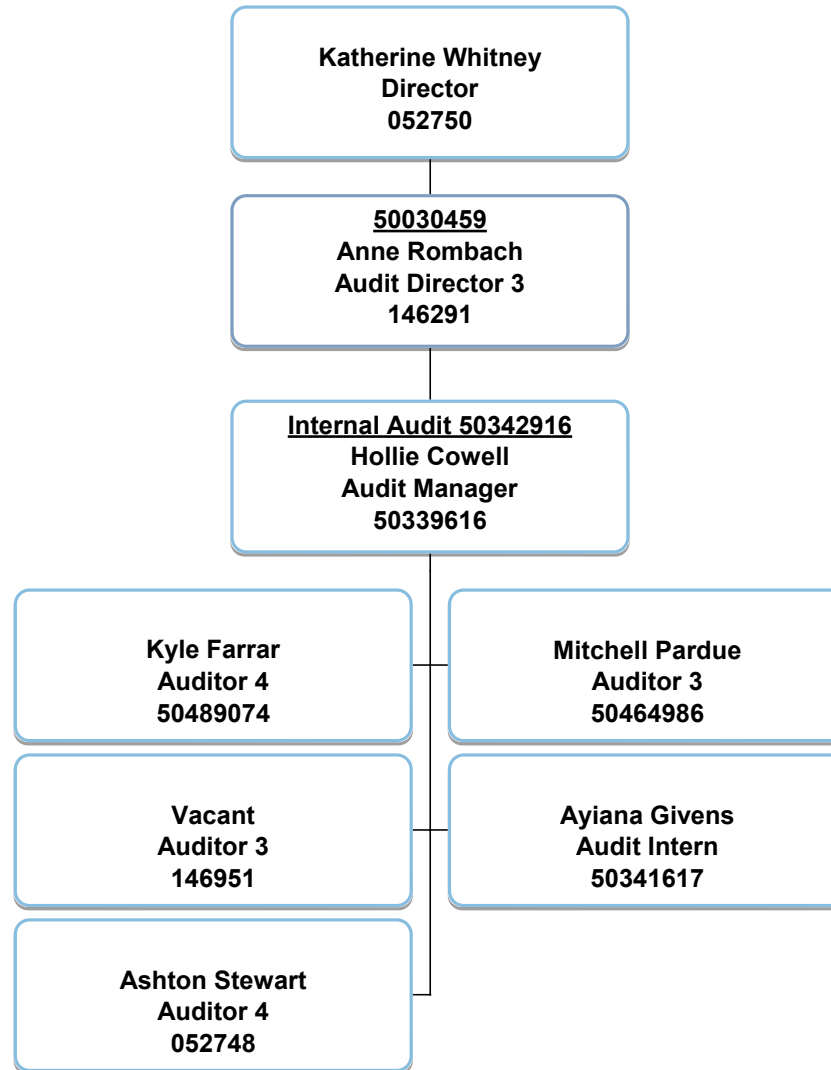 Katherine Whitney
Director
052750
50030459
Anne Rombach
Audit Director 3
146291
Internal Audit 50342916
Hollie Cowell
Audit Manager
50339616
Kyle Farrar
Auditor 4
50489074
Mitchell Pardue
Auditor 3
50464986
Vacant
Auditor 3
146951
Ayiana Givens
Audit Intern
50341617
Ashton Stewart
Auditor 4
052748